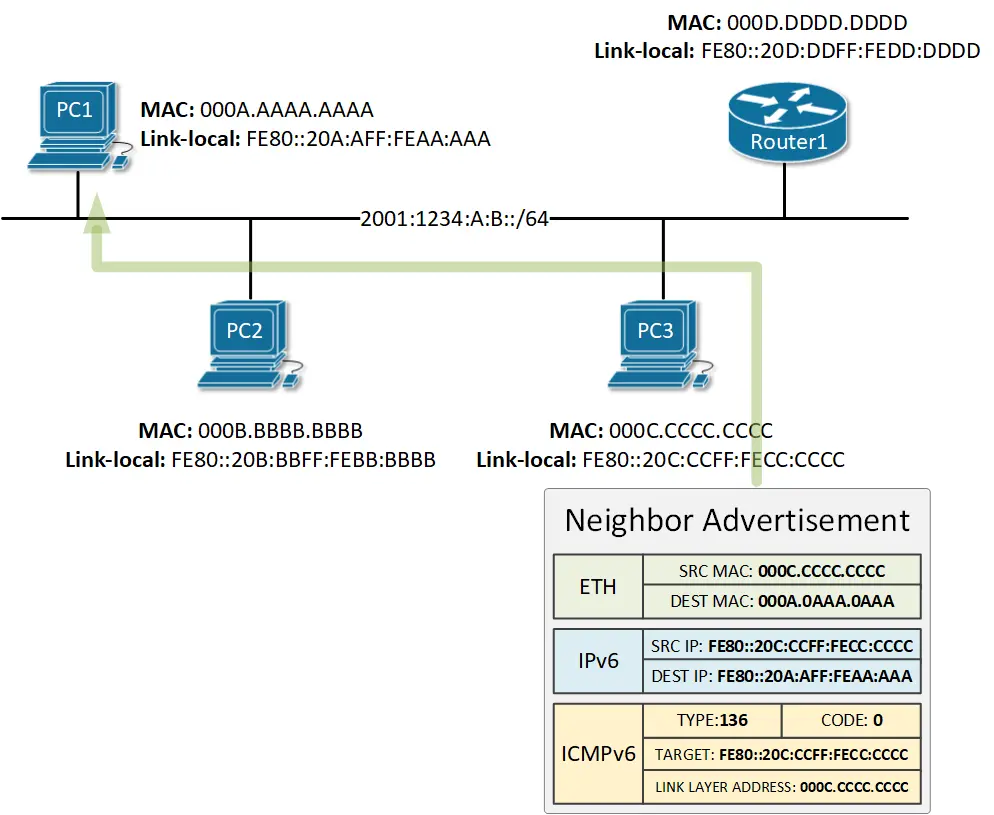 MAC: 000D.DDDD.DDDD
Link-local: FE80::20D:DDFF:FEDD:DDDD
PC1
MAC: 000A.AAAA.AAAA
Link-local: FE80::20A:AFF:FEAA:AAA
Router1
2001:1234:A:B::/64
PC2
PC3
MAC: 000B.BBBB.BBBB
Link-local: FE80::20B:BBFF:FEBB:BBBB
MAC: 000C.CCCC.CCCC
Link-local: FE80::20C:CCFF:FECC:CCCC
Neighbor Advertisement
ETH
SRC MAC: 000C.CCCC.CCCC
DEST MAC: 000A.0AAA.0AAA
IPv6
SRC IP: FE80::20C:CCFF:FECC:CCCC
DEST IP: FE80::20A:AFF:FEAA:AAA
ICMPv6
TYPE:136
CODE: 0
TARGET: FE80::20C:CCFF:FECC:CCCC
LINK LAYER ADDRESS: 000C.CCCC.CCCC